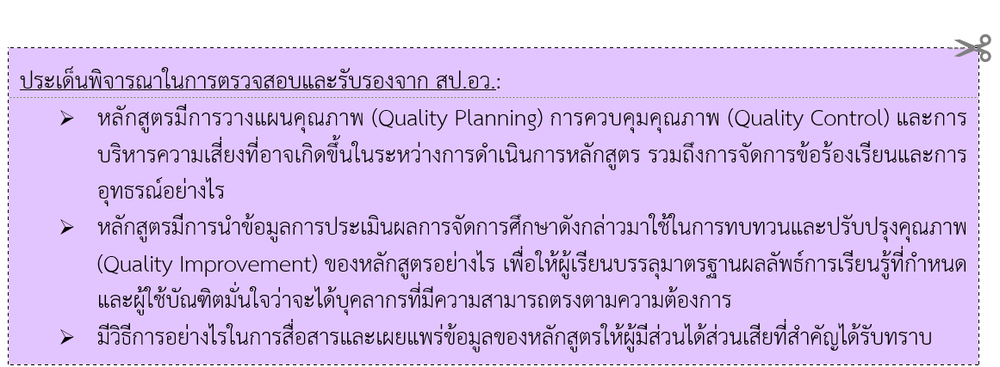 ประเด็นพิจารณาในการตรวจสอบและรับรองจาก สป.อว.:
➢ หลักสูตรมีการวางแผนคุณภาพ (Quality Planning) การควบคุมคุณภาพ (Quality Control) และการ
บริหารความเสี่ยงที่อาจเกิดขึ้นในระหว่างการดำเนินการหลักสูตร รวมถึงการจัดการข้อร้องเรียนและการ
อุทธรณ์อย่างไร
➢ หลักสูตรมีการนำข้อมูลการประเมินผลการจัดการศึกษาดังกล่าวมาใช้ในการทบทวนและปรับปรุงคุณภาพ
(Quality Improvement) ของหลักสูตรอย่างไร เพื่อให้ผู้เรียนบรรลุมาตรฐานผลลัพธ์การเรียนรู้ที่กำหนด
และผู้ใช้บัณฑิตมั่นใจว่าจะได้บุคลากรที่มีความสามารถตรงตามความต้องการ
➢ มีวิธีการอย่างไรในการสื่อสารและเผยแพร่ข้อมูลของหลักสูตรให้ผู้มีส่วนได้ส่วนเสียที่สำคัญได้รับทราบ